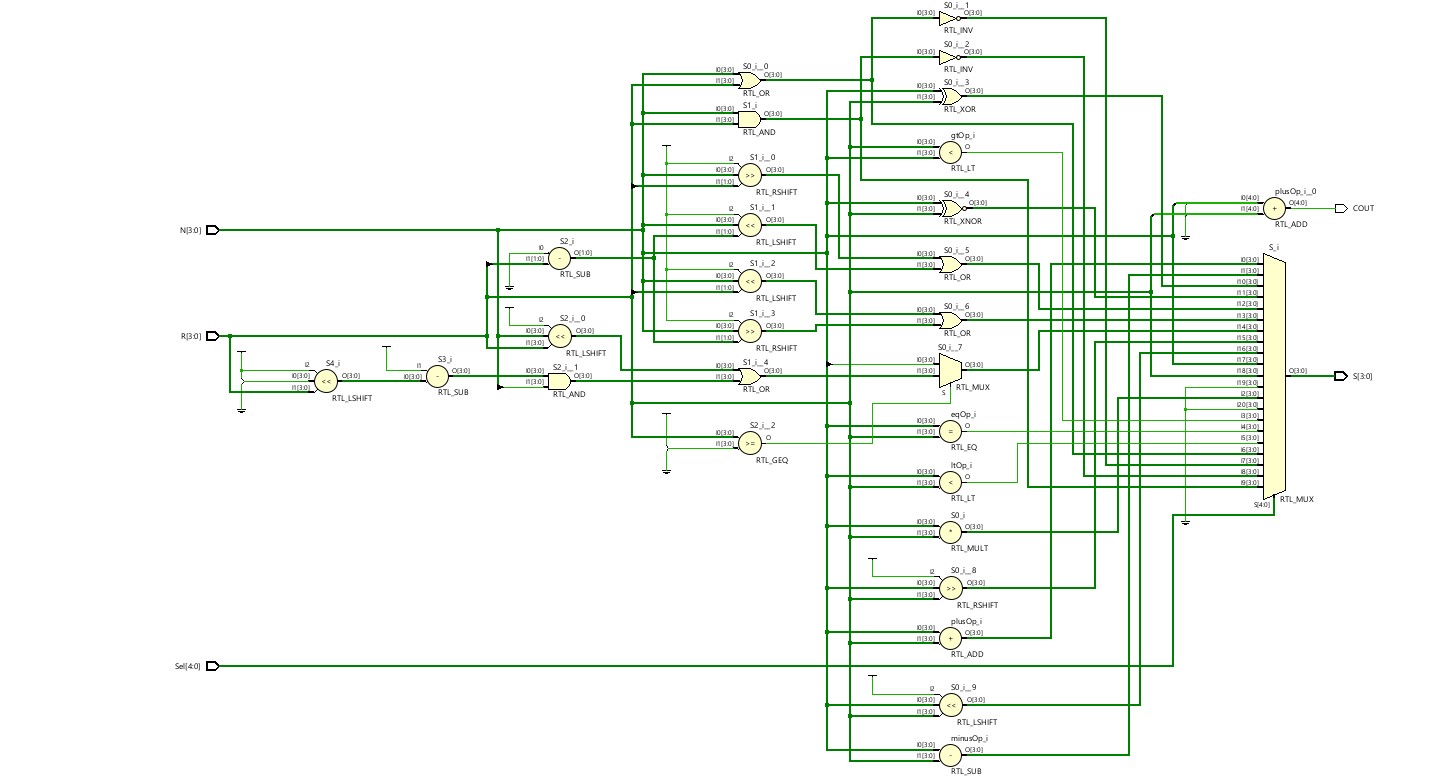 S0_i__1
I0[3:0] O[3:0]
RTL_INV
S0_i__2
I0[3:0] O[3:0]
RTL_INV
S0_i__0
I0[3:0] O[3:0]
I1[3:0]
RTL_OR
S0_i__3
I0[3:0] O[3:0]
I1[3:0]
RTL_XOR
S1_i
I0[3:0] O[3:0]
I1[3:0]
RTL_AND
gtOp_i
I0[3:0] O
I1[3:0] <
RTL_LT
S1_i__0
I2
I0[3:0] >> O[3:0]
I1[1:0]
RTL_RSHIFT
S0_i__4
I0[3:0] O[3:0]
I1[3:0]
RTL_XNOR
plusOp_i__0
I0[4:0] O[4:0] COUT
I1[4:0] +
RTL_ADD
S1_i__1
I2
I0[3:0] << O[3:0]
I1[1:0]
RTL_LSHIFT
N[3:0]
S2_i
I0 O[1:0]
I1[1:0] -
RTL_SUB
S0_i__5
I0[3:0] O[3:0]
I1[3:0]
RTL_OR
S1_i__2
I2
I0[3:0] << O[3:0]
I1[1:0]
RTL_LSHIFT
S0_i__6
I0[3:0] O[3:0]
I1[3:0]
RTL_OR
S1_i__3
I2
I0[3:0] >> O[3:0]
I1[1:0]
RTL_RSHIFT
R[3:0]
S2_i__0
I2
I0[3:0] << O[3:0]
I1[3:0]
RTL_LSHIFT
S4_i
I2
I0[3:0] << O[3:0]
I1[3:0]
RTL_LSHIFT
S3_i
I1 O[3:0]
I0[3:0] -
RTL_SUB
S2_i__1
I0[3:0] O[3:0]
I1[3:0]
RTL_AND
S1_i__4
I0[3:0] O[3:0]
I1[3:0]
RTL_OR
S0_i__7
I0[3:0] O[3:0]
I1[3:0]
S
RTL_MUX
S2_i__2
I0[3:0] O
I1[3:0] >=
RTL_GEQ
eqOp_i
I0[3:0] O
I1[3:0] =
RTL_EQ
ltOp_i
I0[3:0] O
I1[3:0] <
RTL_LT
S0_i
I0[3:0] O[3:0]
I1[3:0] *
RTL_MULT
S0_i__8
I2
I0[3:0] >> O[3:0]
I1[3:0]
RTL_RSHIFT
plusOp_i
I0[3:0] O[3:0]
I1[3:0] +
RTL_ADD
Sel[4:0]
S0_i__9
I2
I0[3:0] << O[3:0]
I1[3:0]
RTL_LSHIFT
minusOp_i
I0[3:0] O[3:0]
I1[3:0] -
RTL_SUB
S_i
I0[3:0]
I1[3:0]
I10[3:0]
I11[3:0]
I12[3:0]
I13[3:0]
I14[3:0]
I15[3:0]
I16[3:0]
I17[3:0]
I18[3:0] O[3:0] S[3:0]
I19[3:0]
I2[3:0]
I20[3:0]
I3[3:0]
I4[3:0]
I5[3:0]
I6[3:0]
I7[3:0]
I8[3:0]
I9[3:0]
S[4:0]
RTL_MUX